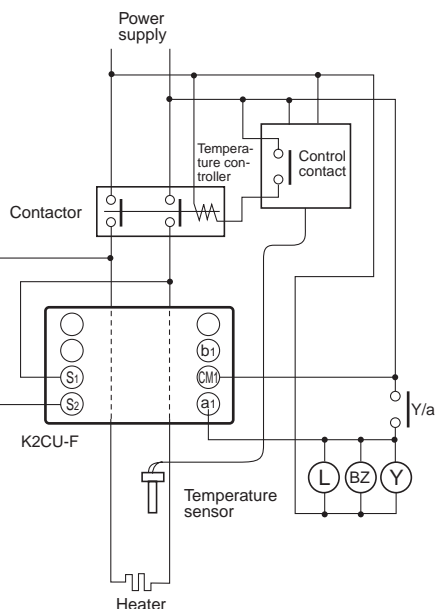 Power
supply
Tempera-
ture con-
troller
Control
contact
Contactor
b1
S1
CM1
S2
a1
Y/a
K2CU-F
L
BZ
Y
Temperature
sensor
Heater